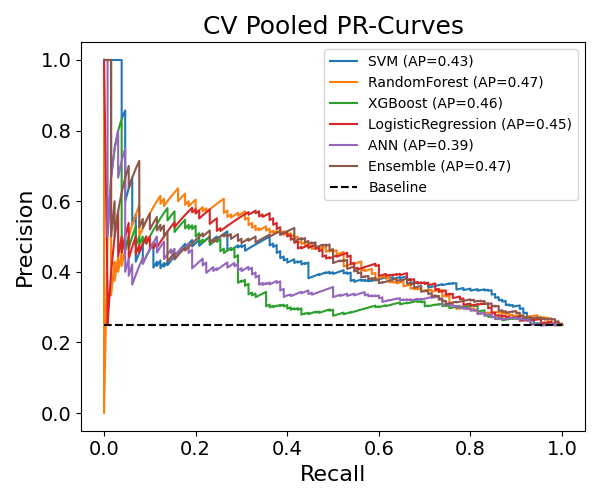 CV Pooled PR-Curves
SVM (AP=0.43)
RandomForest (AP=0.47)
XGBoost (AP=0.46)
LogisticRegression (AP=0.45)
ANN (AP=0.39)
Ensemble (AP=0.47)
Baseline
Precision
1.0
0.8
0.6
0.4
0.2
0.0
0.0 0.2 0.4 0.6 0.8 1.0
Recall